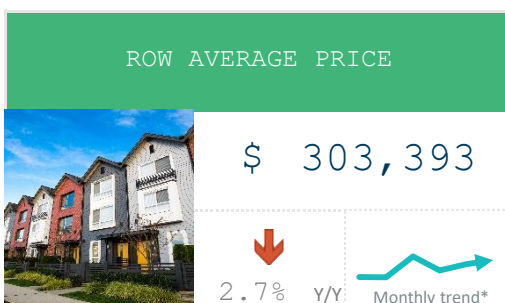 ROW AVERAGE PRICE
$ 303,393
2.7% Y/Y
Monthly trend*